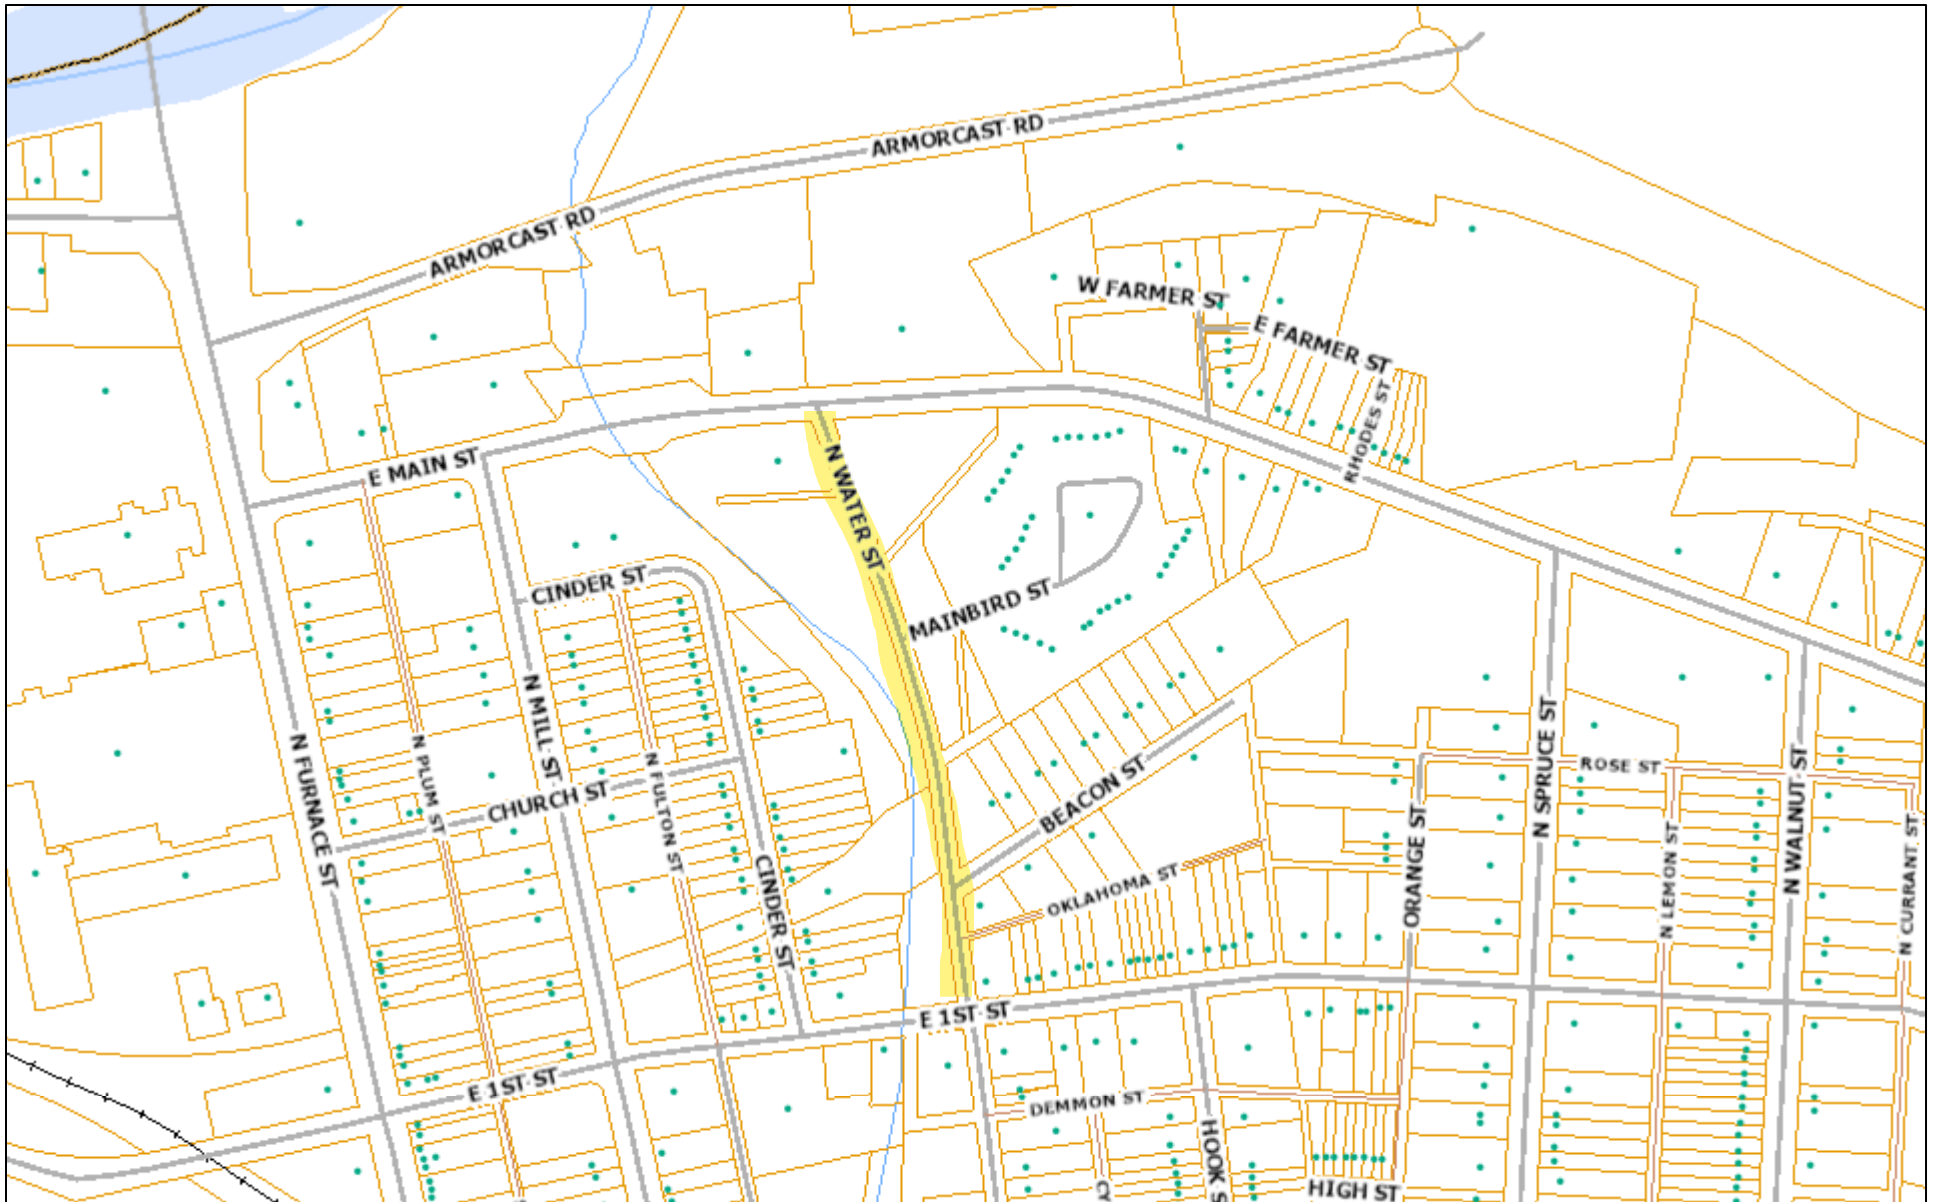 ARMORCAST RD
ARMORCAST RD
W FARMER ST
E FARMER ST
RHODES ST
E MAIN ST
N WATER ST
CINDER ST
MAINBIRD ST
N FURNACE ST
N PLUM ST
N MILL ST
N FULTON ST
CHURCH ST
CINDER ST
BEACON ST
OKLAHOMA ST
ORANGE ST
N SPRUCE ST
ROSE ST
N LEMON ST
N WALNUT ST
N CURRANT ST
E 1ST ST
E 1ST ST
DEMMON ST
HOOK S
HIGH ST